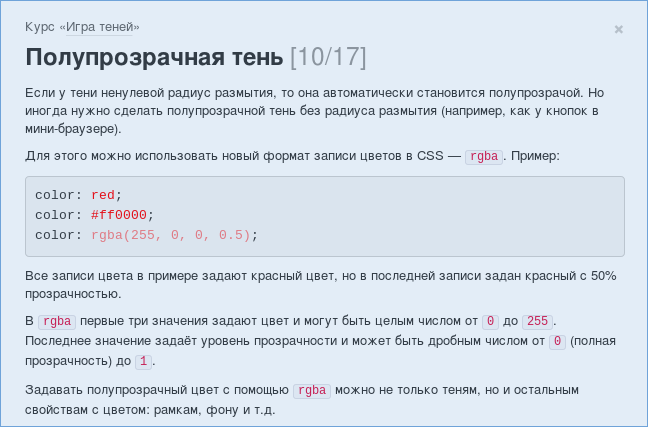 Курс «Игра теней»
×
Полупрозрачная тень [10/17]
Если у тени ненулевой радиус размытия, то она автоматически становится полупрозрачой. Но
иногда нужно сделать полупрозрачной тень без радиуса размытия (например, как у кнопок в
мини-браузере).
Для этого можно использовать новый формат записи цветов в CSS — rgba. Пример:
color: red;
color: #ff0000;
color: rgba(255, 0, 0, 0.5);
Все записи цвета в примере задают красный цвет, но в последней записи задан красный с 50%
прозрачностью.
В rgba первые три значения задают цвет и могут быть целым числом от 0 до 255.
Последнее значение задаёт уровень прозрачности и может быть дробным числом от 0 (полная
прозрачность) до 1.
Задавать полупрозрачный цвет с помощью rgba можно не только теням, но и остальным
свойствам с цветом: рамкам, фону и т.д.